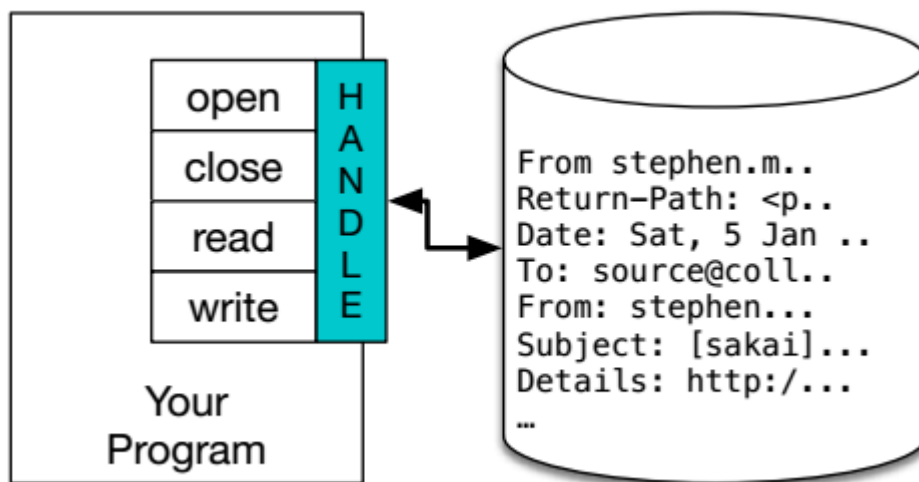 open
close
read
write
HANDLE
Your
Program
From stephen.m..
Return-Path: <p..
Date: Sat, 5 Jan ..
To: source@coll..
From: stephen...
Subject: [sakai]...
Details: http:/...
…